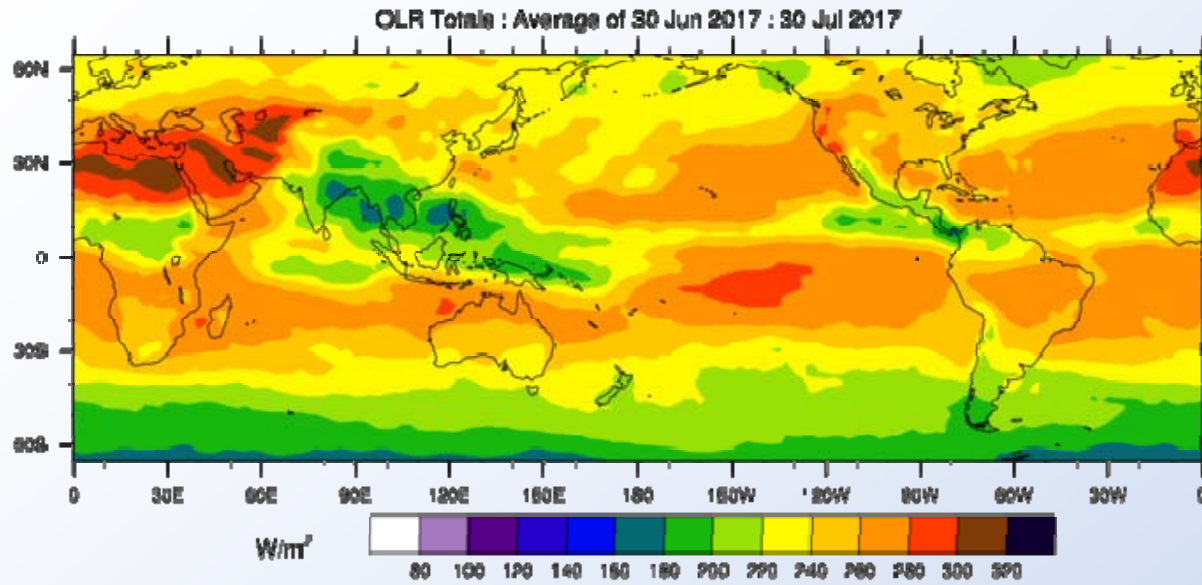 OLR Totals : Average of 30 Jun 2017 : 30 Jul 2017
60N
30N
0
30S
60S
0 30E 60E 90E 120E 150E 180 150W 120W 90W 60W 30W 0
W/m²
80 100 120 140 160 180 200 220 240 260 280 300 320